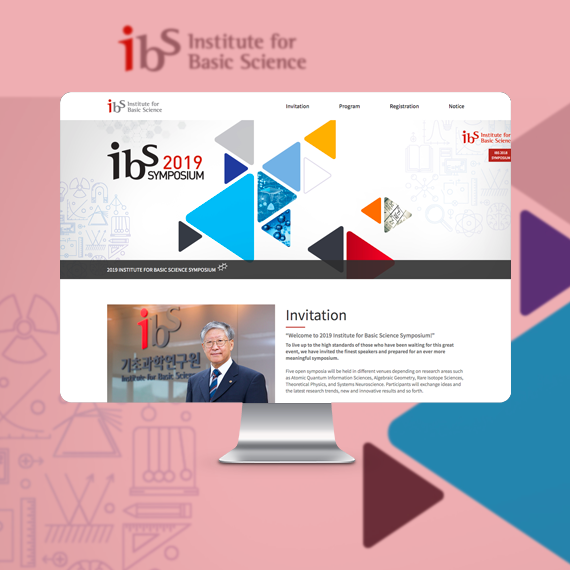 ibS Institute for
Basic Science
ibS Institute for
Basic Science
Invitation Program Registration Notice
ibS 2019
SYMPOSIUM
ibS Institute for
Basic Science
IBS 2019
SYMPOSIUM
2019 INSTITUTE FOR BASIC SCIENCE SYMPOSIUM
ibS
기초과학연구원
Institute for Basic Science
Invitation
"Welcome to 2019 Institute for Basic Science Symposium!"
To live up to the high standards of those who have been waiting for this great
event, we have invited the finest speakers and prepared for an ever more
meaningful symposium.
Five open symposia will be held in different venues depending on research areas such
as Atomic Quantum Information Sciences, Algebraic Geometry, Rare Isotope Sciences,
Theoretical Physics, and Systems Neuroscience. Participants will exchange ideas and
the latest research trends, new and innovative results and so forth.